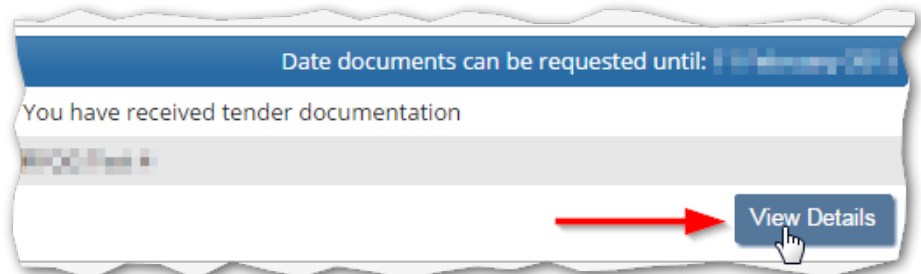 Date documents can be requested until:
You have received tender documentation
View Details